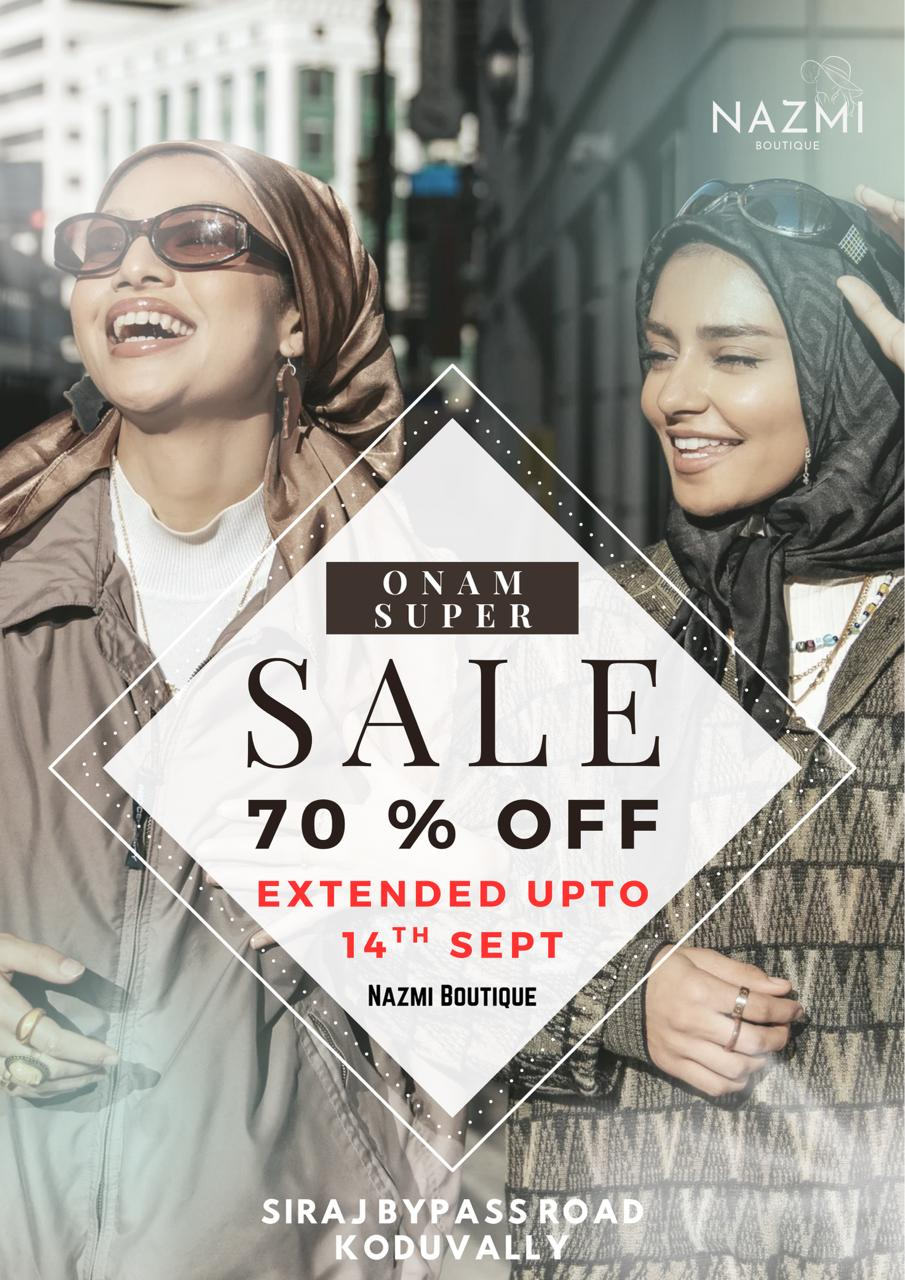 NAZMI
BOUTIQUE
ONAM
SUPER
SALE
70 % OFF
EXTENDED UPTO
14TH SEPT
NAZMI BOUTIQUE
SIRAJ BYPASS ROAD
KODUVALLY